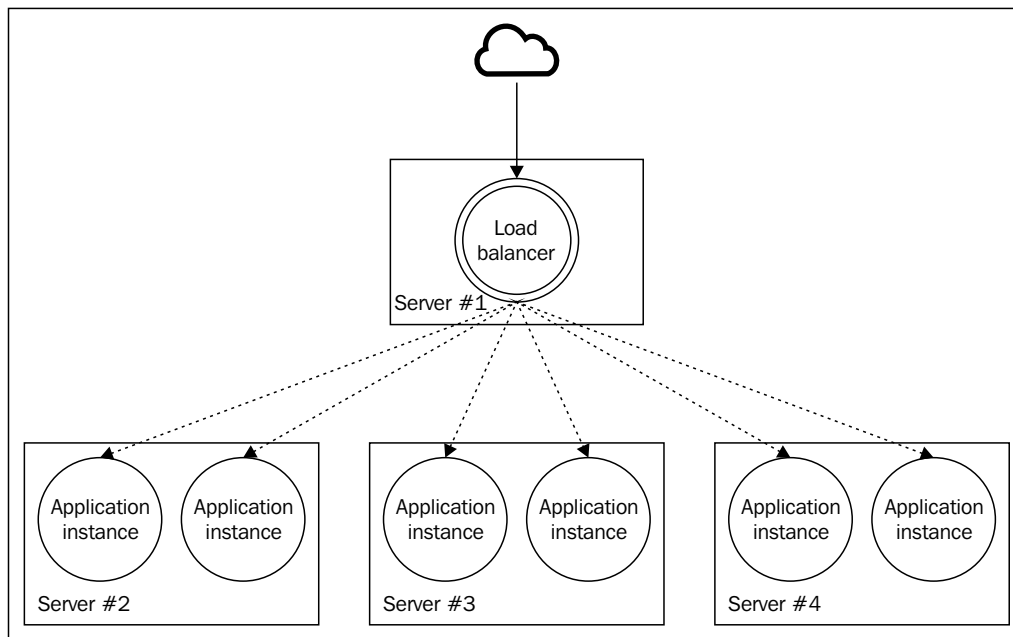 Load
balancer
Server #1
Application
instance
Application
instance
Server #2
Application
instance
Application
instance
Server #3
Application
instance
Application
instance
Server #4